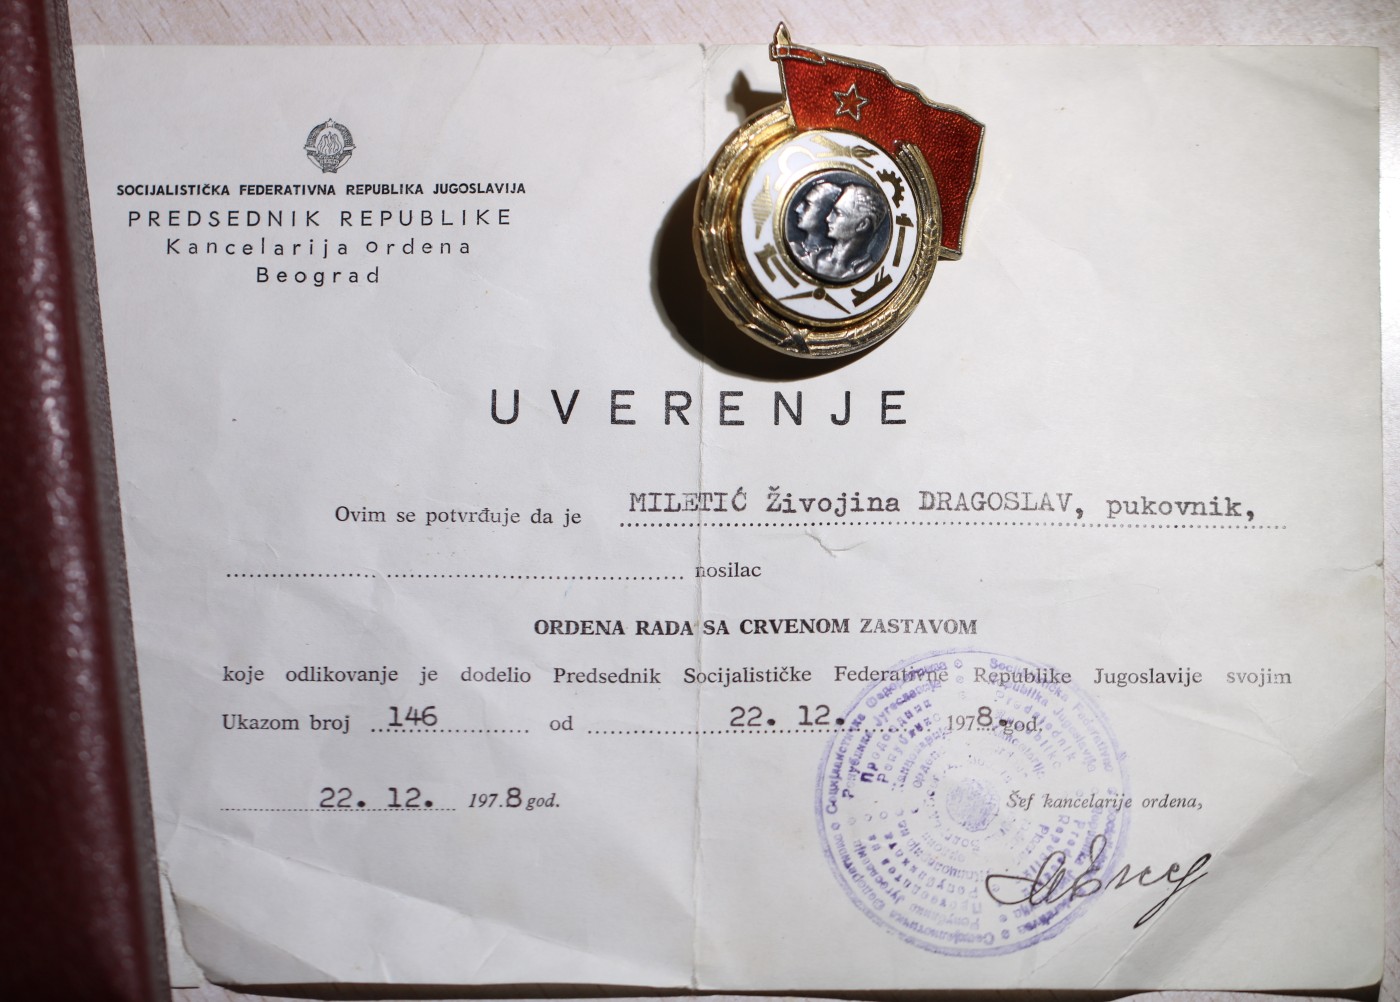 SOCIJALISTIČKA FEDERATIVNA REPUBLIKA JUGOSLAVIJA
PREDSEDNIK REPUBLIKE
Kancelarija ordena
Beograd
UVERENJE
Ovim se potvrđuje da je MILETIĆ Živojina DRAGOSLAV, pukovnik,
nosilac
ORDENA RADA SA CRVENOM ZASTAVOM
koje odlikovanje je dodelio Predsednik Socijalističke Federativne Republike Jugoslavije svojim
Ukazom broj 146 od 22. 12. 1978. god.
22. 12. 1978 god.
Šef kancelarije ordena,